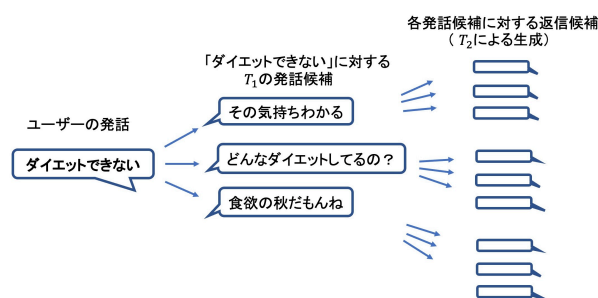 各発話候補に対する返信候補
（ T₂による生成）
「ダイエットできない」に対する
T₁の発話候補
その気持ちわかる
ユーザーの発話
ダイエットできない
どんなダイエットしてるの？
食欲の秋だもんね